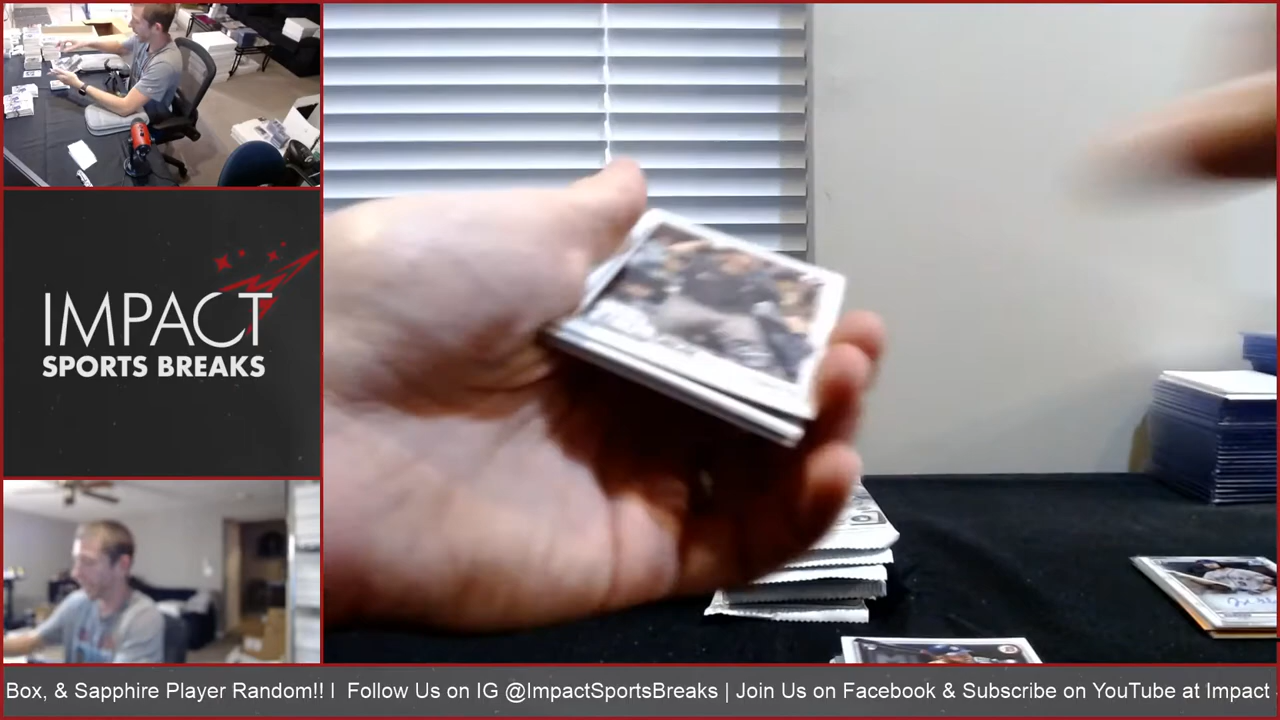 IMPACT
SPORTS BREAKS
Box, & Sapphire Player Random!! I Follow Us on IG @ImpactSportsBreaks | Join Us on Facebook & Subscribe on YouTube at Impact